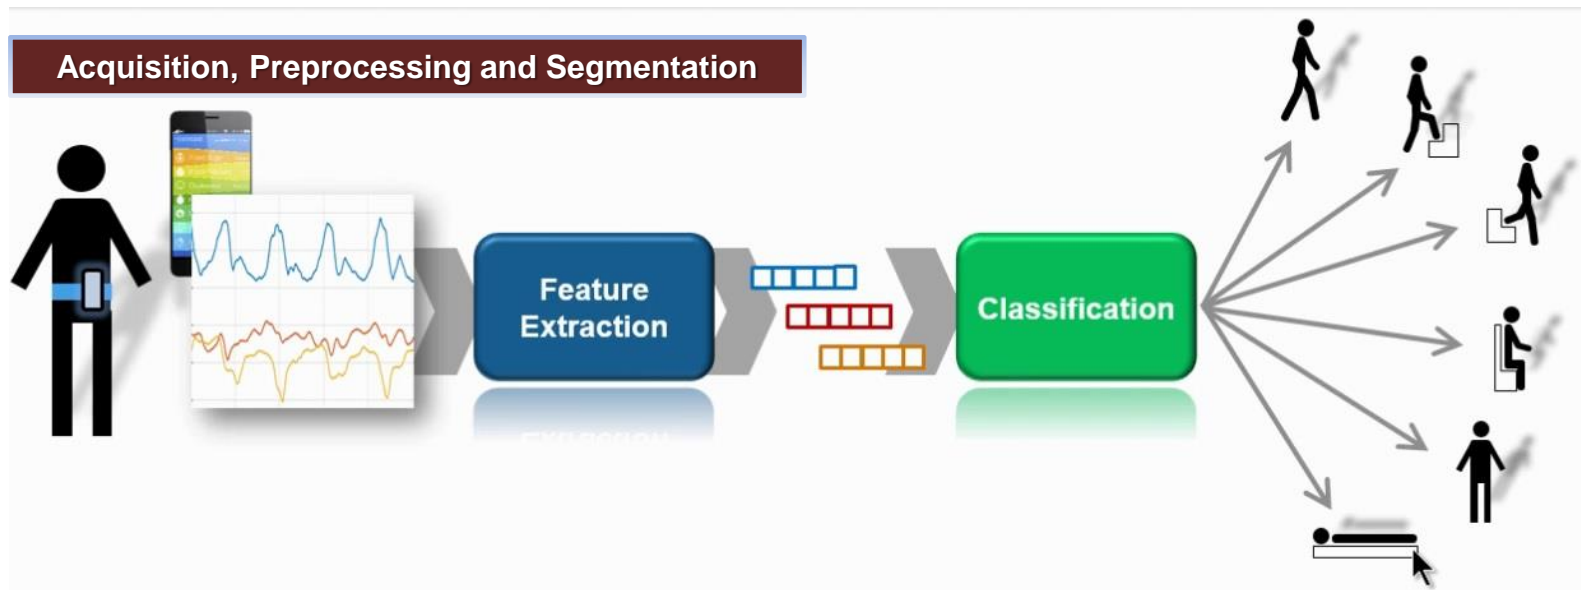 Acquisition, Preprocessing and Segmentation
Feature
Extraction
Classification